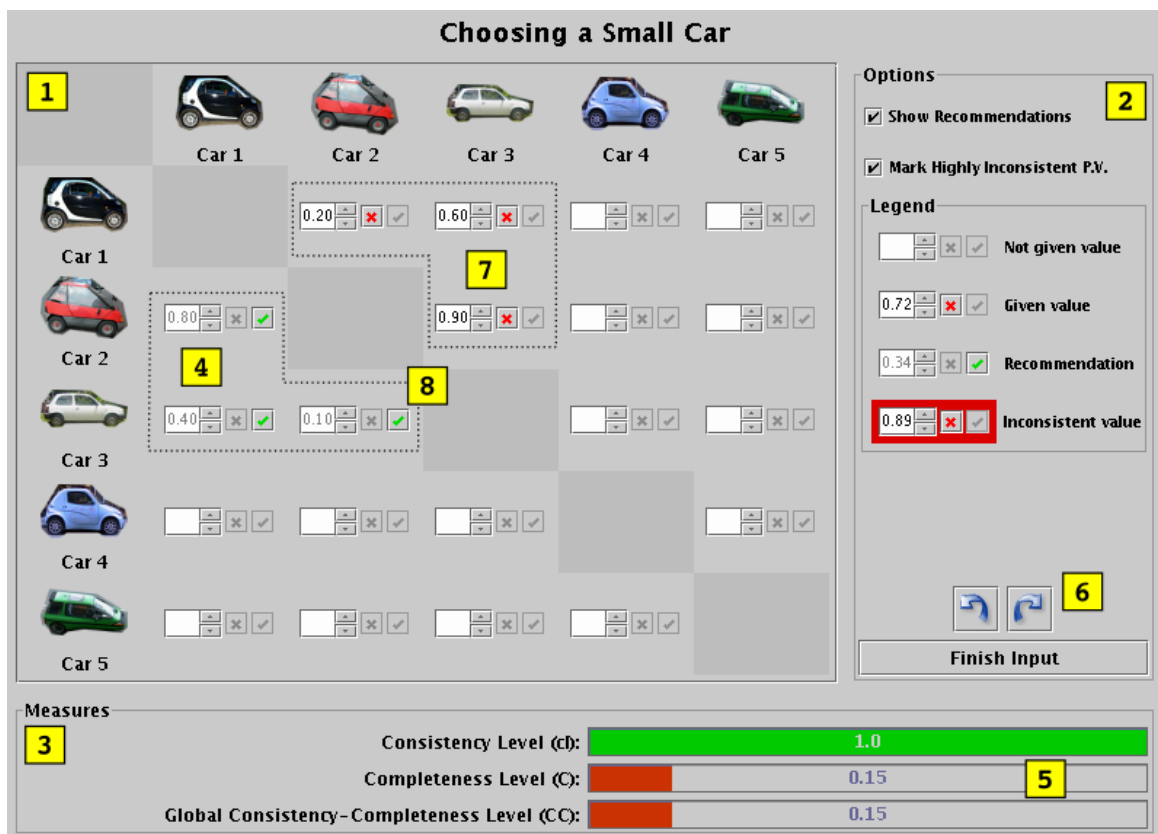 Choosing a Small Car
1
Car 1 Car 2 Car 3 Car 4 Car 5
Car 1
0.20 0.60
7
Car 2
0.80 0.90
4
8
Car 3
0.40 0.10
Car 4
Car 5
Options
2
Show Recommendations
Mark Highly Inconsistent P.V.
Legend
Not given value
0.72 Given value
0.34 Recommendation
0.89 Inconsistent value
6
Finish Input
Measures
3
Consistency Level (cl): 1.0
Completeness Level (C): 0.15
5
Global Consistency-Completeness Level (CC): 0.15